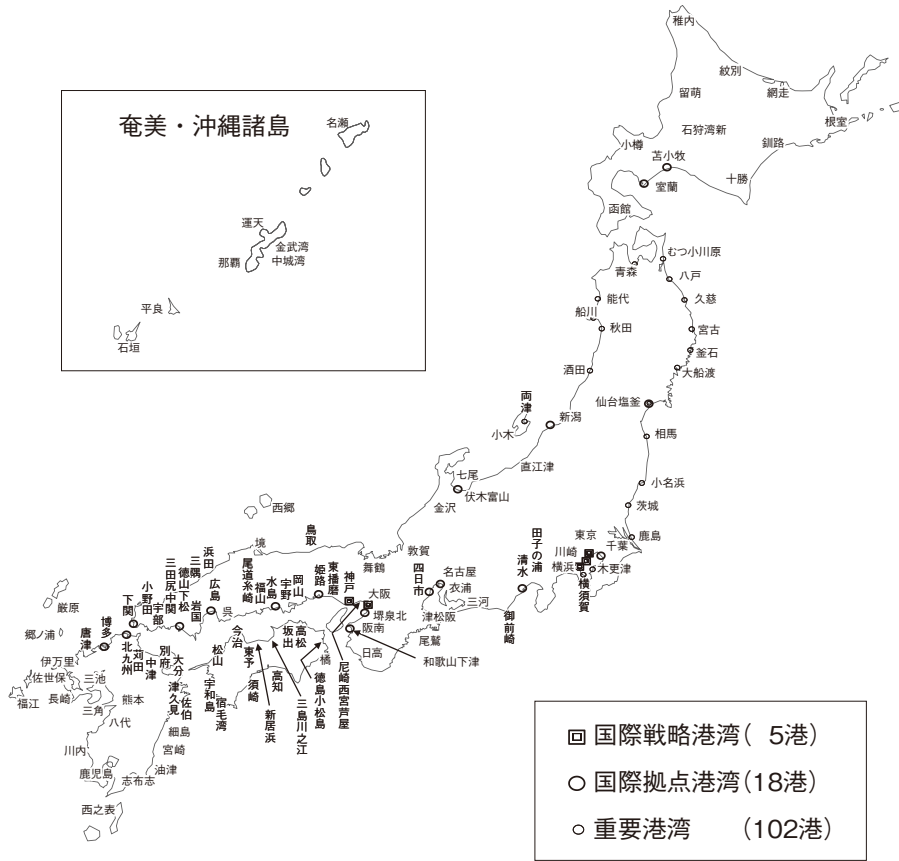 奄美・沖縄諸島
名瀬
運天
金武湾
中城湾
那覇
平良
石垣
稚内
紋別
網走
留萌
根室
石狩湾新
釧路
小樽
苫小牧
十勝
室蘭
函館
むつ小川原
青森
八戸
能代
久慈
船川
秋田
宮古
釜石
大船渡
酒田
仙台塩釜
両津
新潟
小木
相馬
直江津
七尾
伏木富山
金沢
小名浜
茨城
鹿島
西郷
鳥取
境
舞鶴
敦賀
東京
千葉
川崎
横浜
木更津
横須賀
田子の浦
清水
御前崎
名古屋
衣浦
三河
四日市
津松阪
尾鷲
浜田
三隅
徳山下松
三田尻中関
宇部
小野田
下関
岩国
広島
呉
尾道糸崎
福山
水島
宇野
岡山
姫路
東播磨
神戸
大阪
堺泉北
阪南
日高
和歌山下津
尼崎西宮芦屋
橘
徳島小松島
高松
坂出
三島川之江
新居浜
東予
今治
松山
高知
須崎
宿毛湾
宇和島
厳原
郷ノ浦
博多
唐津
北九州
苅田
中津
別府
大分
津久見
佐伯
伊万里
佐世保
長崎
福江
三池
三角
熊本
八代
細島
宮崎
川内
鹿児島
志布志
油津
西之表
国際戦略港湾( 5港)
国際拠点港湾(18港)
重要港湾 (102港)